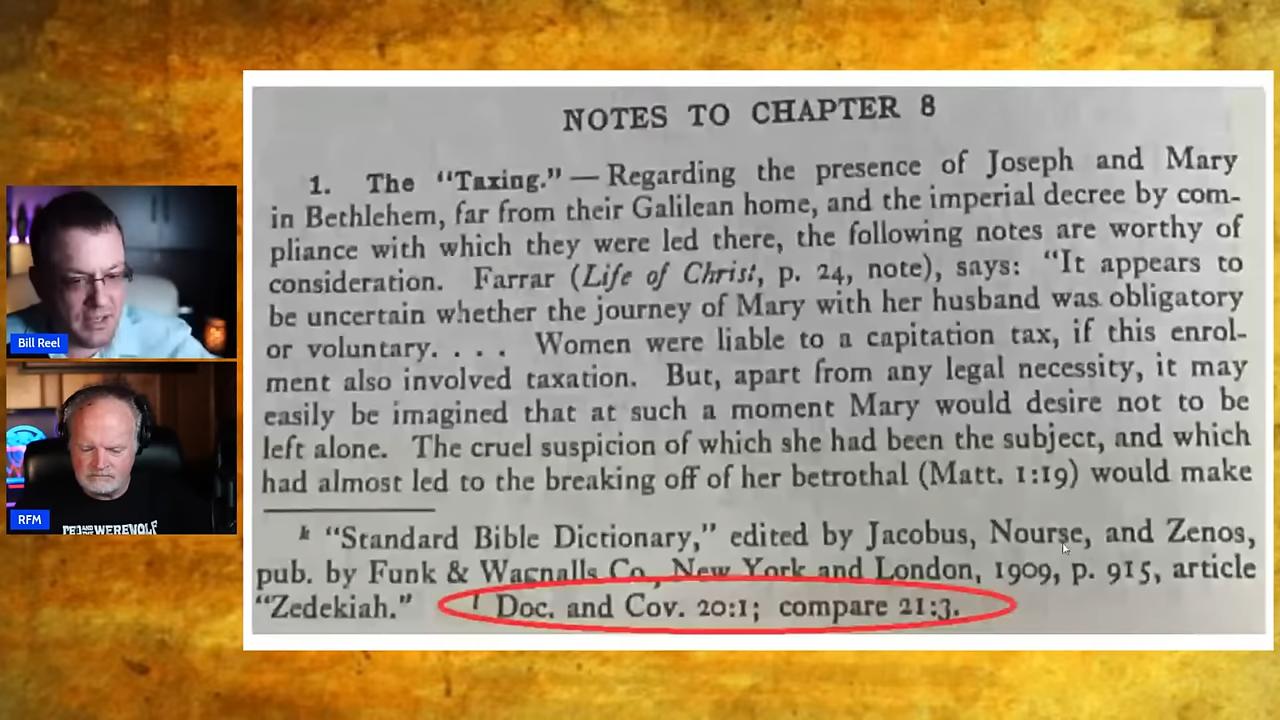 NOTES TO CHAPTER 8
1. The "Taxing." — Regarding the presence of Joseph and Mary
in Bethlehem, far from their Galilean home, and the imperial decree by com-
pliance with which they were led there, the following notes are worthy of
consideration. Farrar (Life of Christ, p. 24, note), says: "It appears to
be uncertain whether the journey of Mary with her husband was obligatory
or voluntary. . . . Women were liable to a capitation tax, if this enrol-
ment also involved taxation. But, apart from any legal necessity, it may
easily be imagined that at such a moment Mary would desire not to be
left alone. The cruel suspicion of which she had been the subject, and which
had almost led to the breaking off of her betrothal (Matt. 1:19) would make
k "Standard Bible Dictionary," edited by Jacobus, Nourse, and Zenos,
pub. by Funk & Wagnalls Co., New York and London, 1909, p. 915, article
"Zedekiah." l Doc. and Cov. 20:1; compare 21:3.
Bill Reel
RFM
WEREWOLF